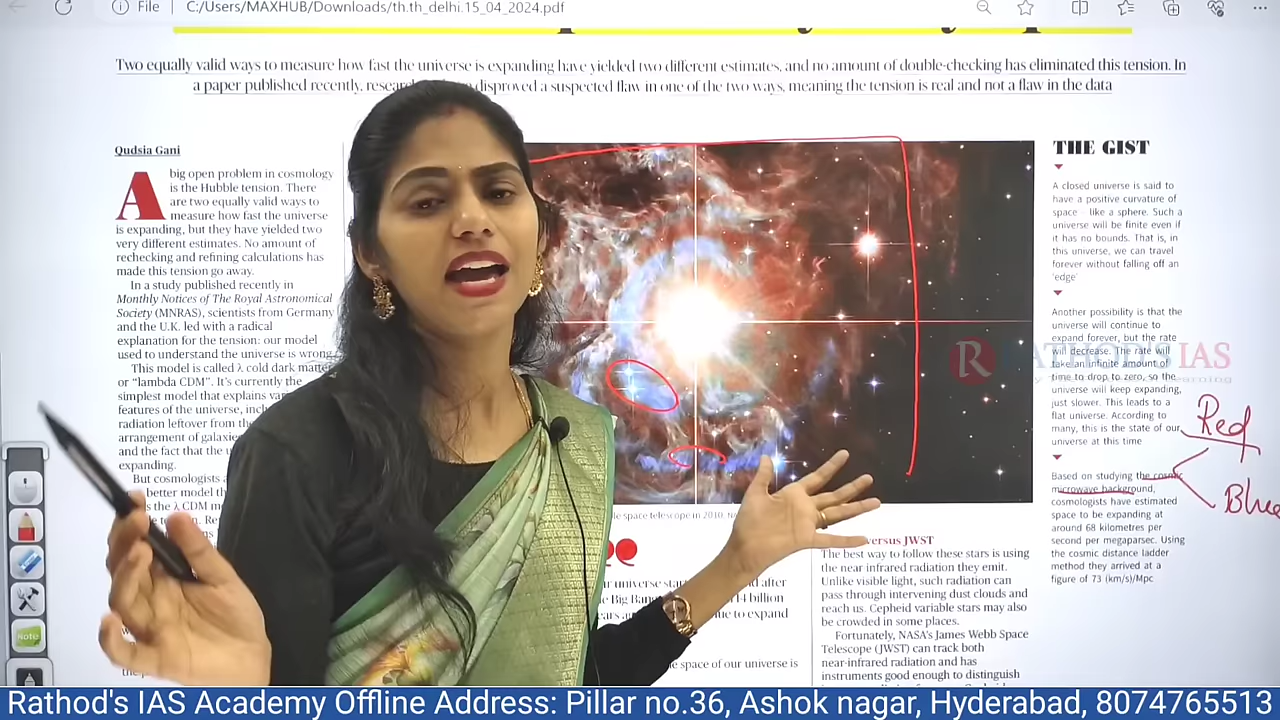 File
C:/Users/MAXHUB/Downloads/th.th_delhi.15_04_2024.pdf
Two equally valid ways to measure how fast the universe is expanding have yielded two different estimates, and no amount of double-checking has eliminated this tension. In
a paper published recently, disproved a suspected flaw in one of the two ways, meaning the tension is real and not a flaw in the data
Qudsia Gani
A big open problem in cosmology
is the Hubble tension. There
are two equally valid ways to
measure how fast the universe
is expanding, but they have yielded two
very different estimates. No amount of
rechecking and refining calculations has
made this tension go away.
In a study published recently in
Monthly Notices of The Royal Astronomical
Society (MNRAS), scientists from Germany
and the U.K. led with a radical
explanation for the tension: our model
used to understand the universe is wrong.
This model is called λ cold dark matter
or “lambda CDM”. It's currently the
simplest model that explains
features of the universe,
radiation leftover from
arrangement of
and the fact that the
expanding.
But cosmologists
better model
the λ CDM
space telescope in 2010.
universe
Big
to expand
space of our universe is
versus JWST
The best way to follow these stars is using
the near infrared radiation they emit.
Unlike visible light, such radiation can
pass through intervening dust clouds and
reach us. Cepheid variable stars may also
be crowded in some places.
Fortunately, NASA's James Webb Space
Telescope (JWST) can track both
near-infrared radiation and has
instruments good enough to distinguish
THE GIST
A closed universe is said to
have a positive curvature of
space – like a sphere. Such a
universe will be finite even if
it has no bounds. That is, in
this universe, we can travel
forever without falling off an
'edge'
Another possibility is that the
universe will continue to
expand forever, but the rate
will decrease. The rate will
take an infinite amount of
time to drop to zero, so the
universe will keep expanding,
just slower. This leads to a
flat universe. According to
many, this is the state of our
universe at this time
Based on studying the cosmic
microwave background,
cosmologists have estimated
space to be expanding at
around 68 kilometres per
second per megaparsec. Using
the cosmic distance ladder
method they arrived at a
figure of 73 (km/s)/Mpc
R RATHOD'S IAS
Red
Blue
Note
Rathod's IAS Academy Offline Address: Pillar no.36, Ashok nagar, Hyderabad, 8074765513